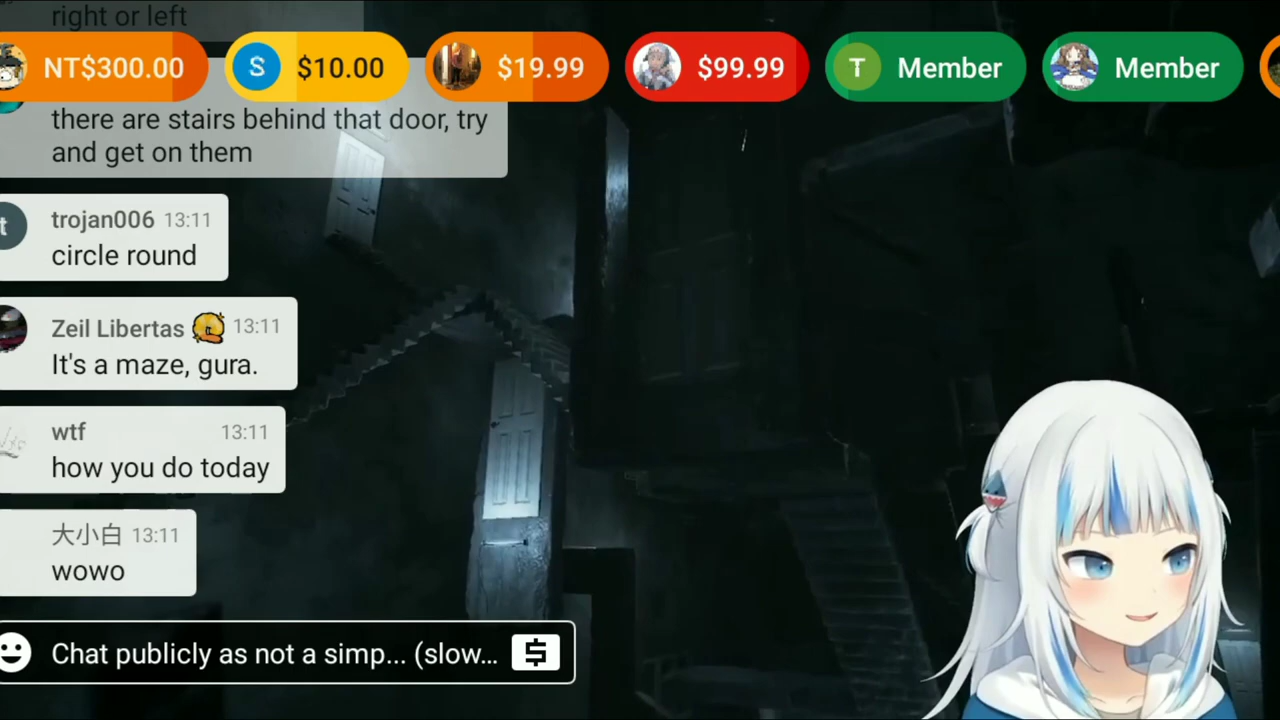 right or left
NT$300.00
S $10.00
$19.99
$99.99
T Member
Member
there are stairs behind that door, try
and get on them
t trojan006 13:11
circle round
Zeil Libertas 13:11
It's a maze, gura.
wtf 13:11
how you do today
大小白 13:11
wowo
Chat publicly as not a simp... (slow...